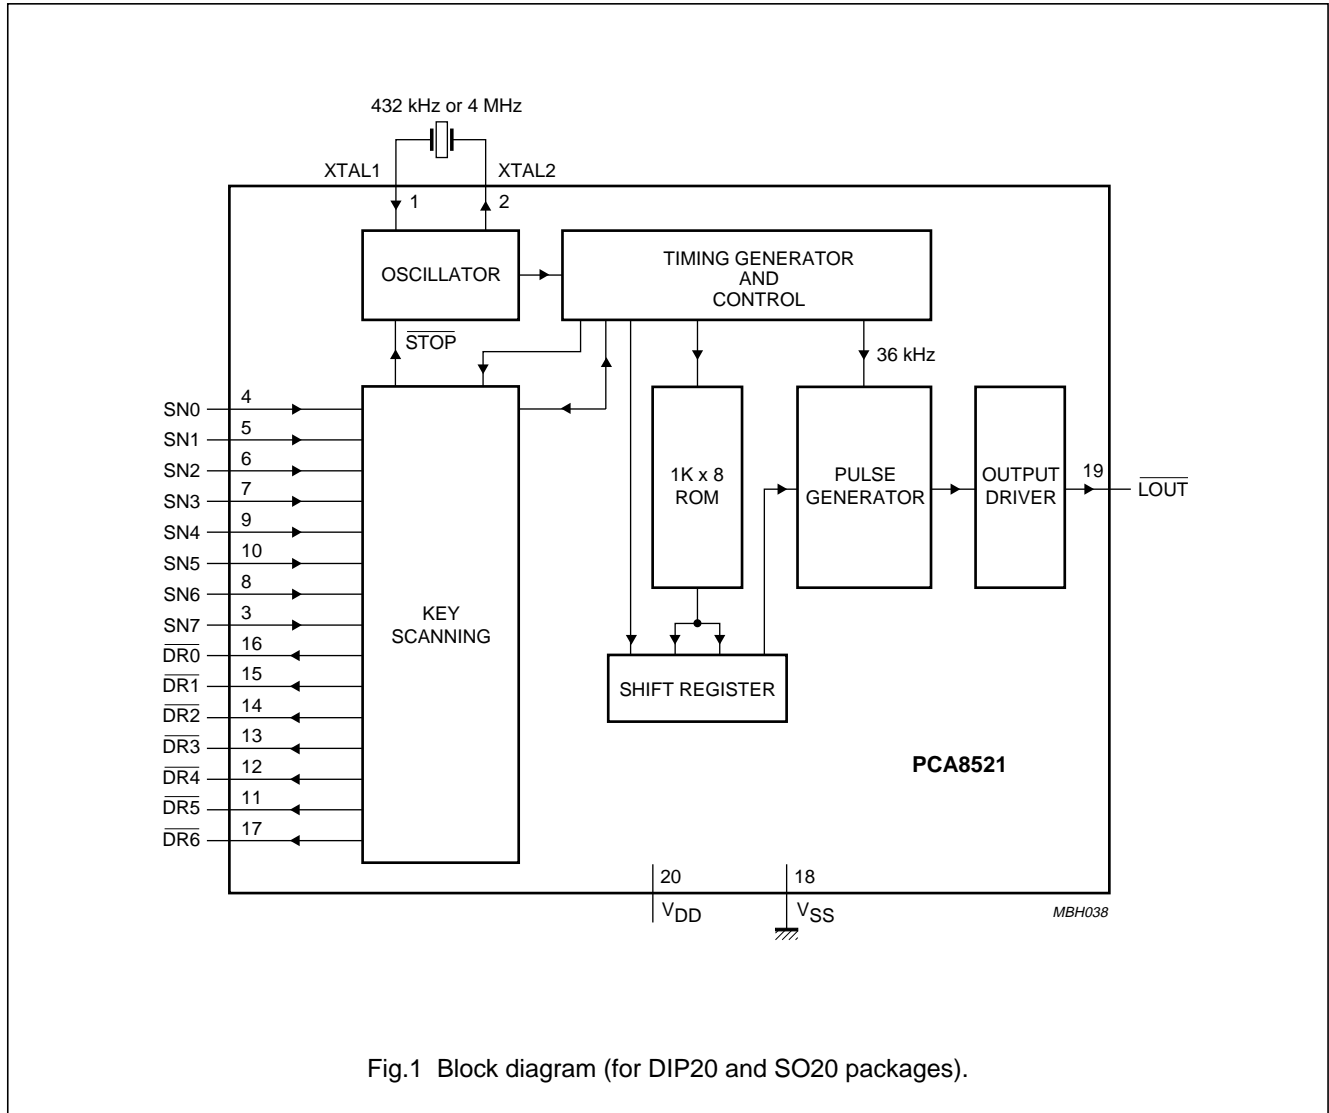 432 kHz or 4 MHz
XTAL1
XTAL2
1
2
OSCILLATOR
TIMING GENERATOR
AND
CONTROL
STOP
36 kHz
SN0
4
SN1
5
SN2
6
SN3
7
SN4
9
SN5
10
SN6
8
SN7
3
DR0
16
DR1
15
DR2
14
DR3
13
DR4
12
DR5
11
DR6
17
KEY
SCANNING
1K x 8
ROM
PULSE
GENERATOR
OUTPUT
DRIVER
19
LOUT
SHIFT REGISTER
PCA8521
20
18
VDD
VSS
MBH038
Fig.1 Block diagram (for DIP20 and SO20 packages).